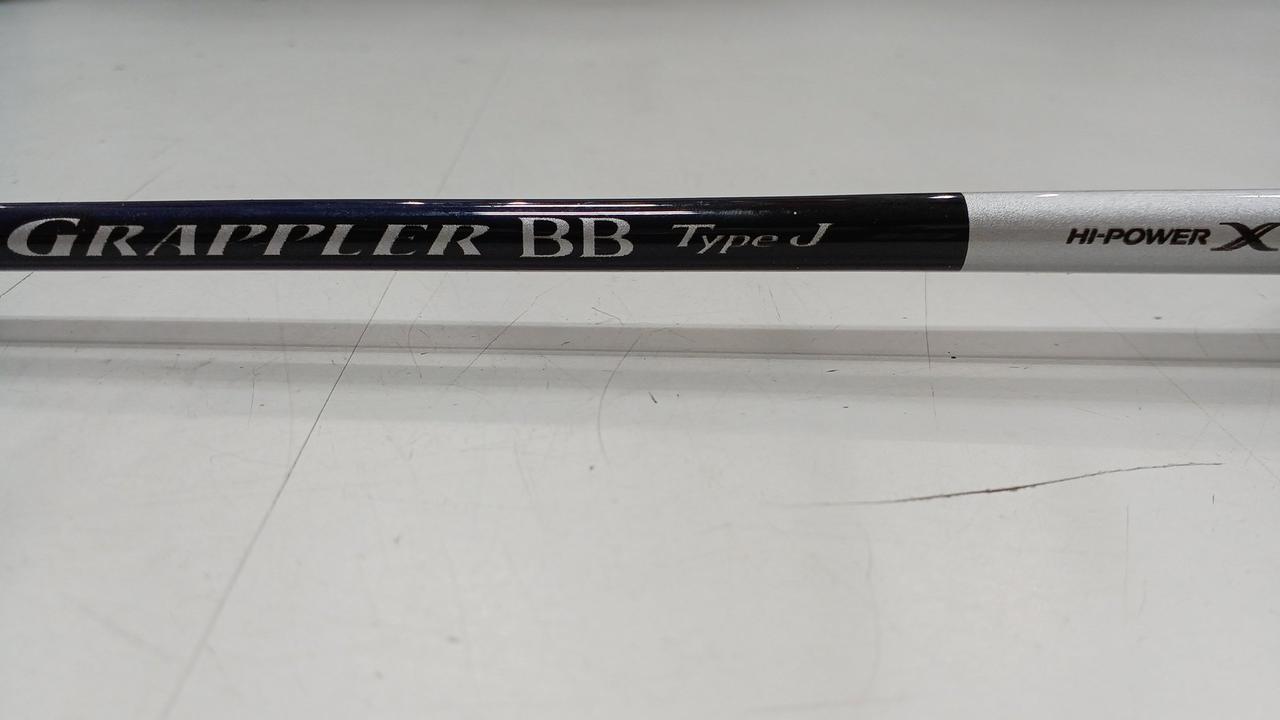 GRAPPLER BB Type J HI-POWER X